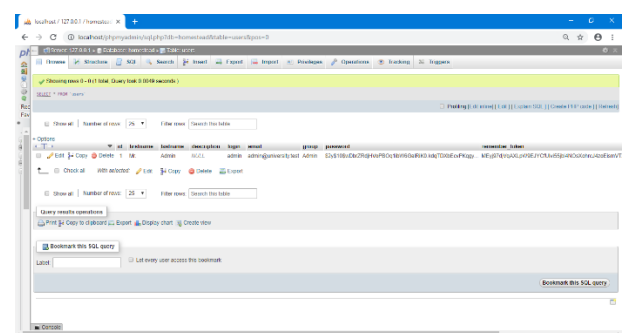 localhost / 127.0.0.1 / homestead
localhost/phpmyadmin/sql.php?db=homestead&table=users&pos=0
Server: 127.0.0.1 » Database: homestead » Table: users
Browse Structure SQL Search Insert Export Import Privileges Operations Tracking Triggers
Showing rows 0 - 0 (1 total, Query took 0.0049 seconds.)
SELECT * FROM `users`
Profiling [ Edit inline ] [ Edit ] [ Explain SQL ] [ Create PHP code ] [ Refresh]
Rec
Fav
Show all Number of rows: 25 Filter rows: Search this table
+ Options
id firstname lastname description login email group password remember_token
Edit Copy Delete 1 Mr. Admin NULL admin admin@university.test Admin
Check all With selected: Edit Copy Delete Export
Show all Number of rows: 25 Filter rows: Search this table
Query results operations
Print Copy to clipboard Export Display chart Create view
Bookmark this SQL query
Label: Let every user access this bookmark
Bookmark this SQL query
Console